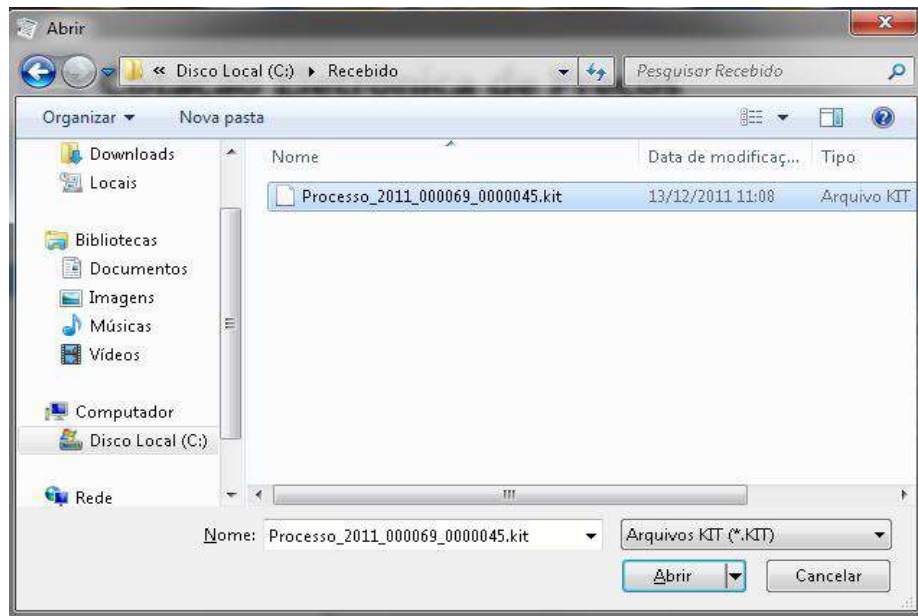 Abrir
« Disco Local (C:) ▸ Recebido
Pesquisar Recebido
Organizar
Nova pasta
Downloads
Locais
Bibliotecas
Documentos
Imagens
Músicas
Vídeos
Computador
Disco Local (C:)
Rede
Nome Data de modificaç... Tipo
Processo_2011_000069_0000045.kit 13/12/2011 11:08 Arquivo KIT
Nome: Processo_2011_000069_0000045.kit
Arquivos KIT (*.KIT)
Abrir
Cancelar